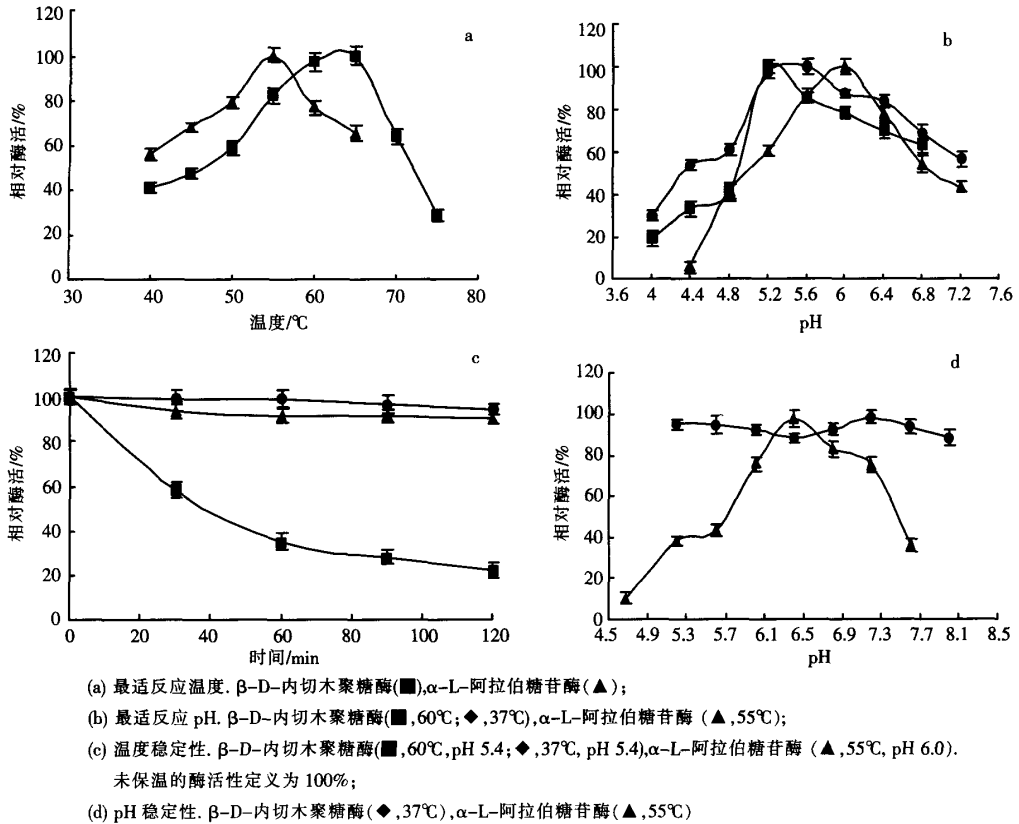 a
120
100
80
60
40
20
0
相对酶活/%
30 40 50 60 70 80
温度/℃
b
120
100
80
60
40
20
0
相对酶活/%
3.6 4 4.4 4.8 5.2 5.6 6 6.4 6.8 7.2 7.6
pH
c
120
100
80
60
40
20
0
相对酶活/%
0 20 40 60 80 100 120
时间/min
d
120
100
80
60
40
20
0
相对酶活/%
4.5 4.9 5.3 5.7 6.1 6.5 6.9 7.3 7.7 8.1 8.5
pH
(a) 最适反应温度. β-D-内切木聚糖酶(■),α-L-阿拉伯糖苷酶(▲);
(b) 最适反应 pH. β-D-内切木聚糖酶(■,60℃;◆,37℃),α-L-阿拉伯糖苷酶 (▲,55℃);
(c) 温度稳定性. β-D-内切木聚糖酶(■,60℃,pH 5.4;◆,37℃, pH 5.4),α-L-阿拉伯糖苷酶 (▲,55℃, pH 6.0).
未保温的酶活性定义为 100%;
(d) pH 稳定性. β-D-内切木聚糖酶(◆,37℃),α-L-阿拉伯糖苷酶(▲,55℃)